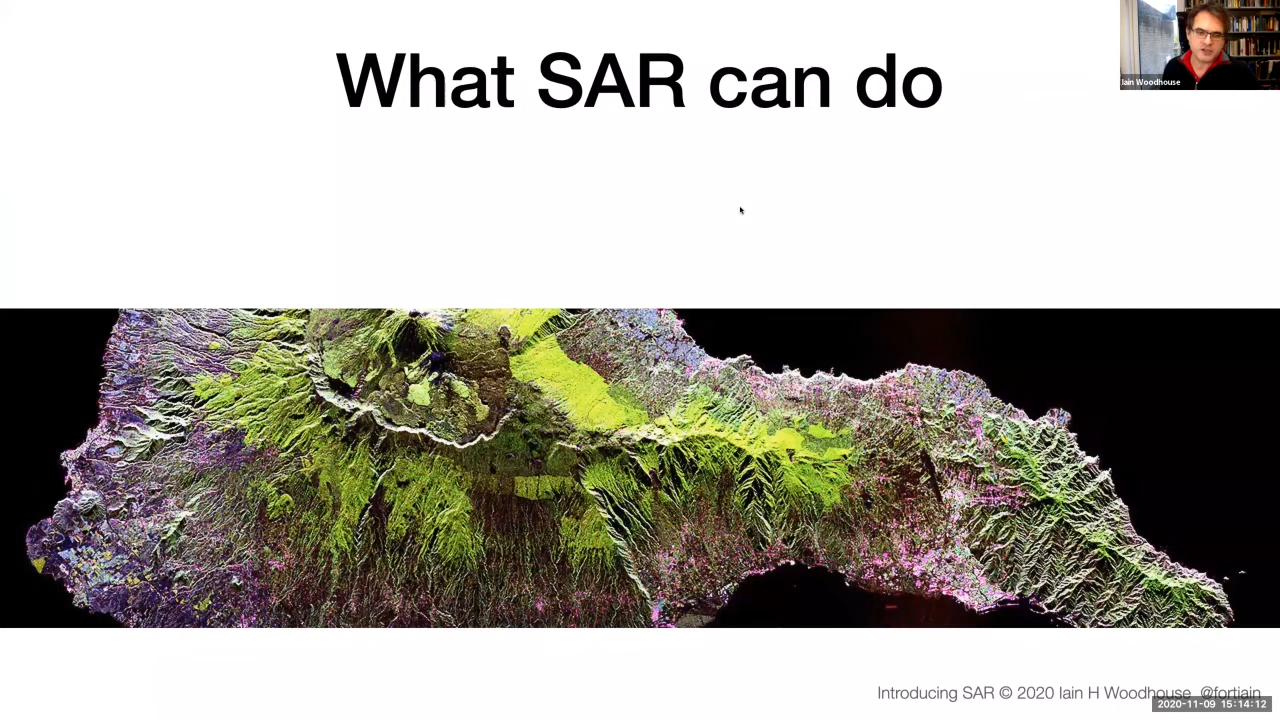 What SAR can do
Iain Woodhouse
Introducing SAR © 2020 Iain H Woodhouse @fortiain
2020-11-09 15:14:12